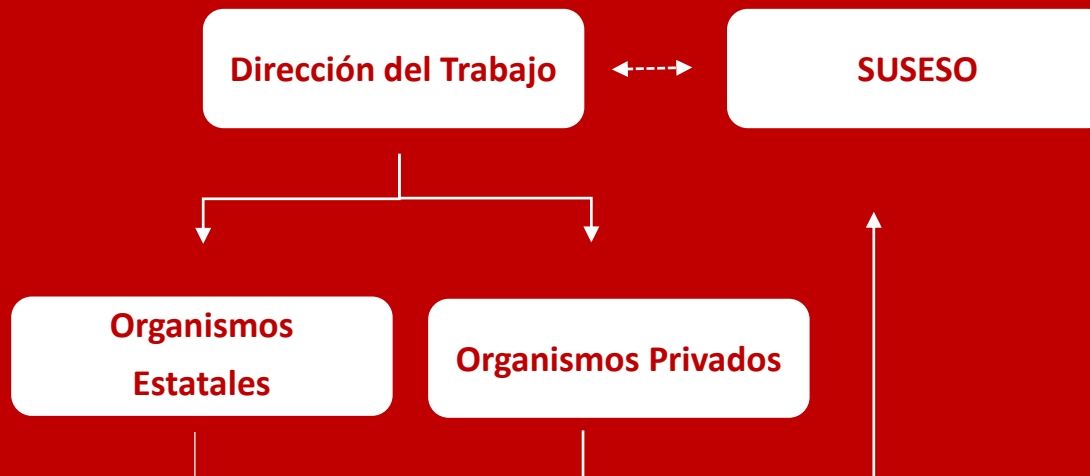 Dirección del Trabajo
SUSESO
Organismos
Estatales
Organismos Privados